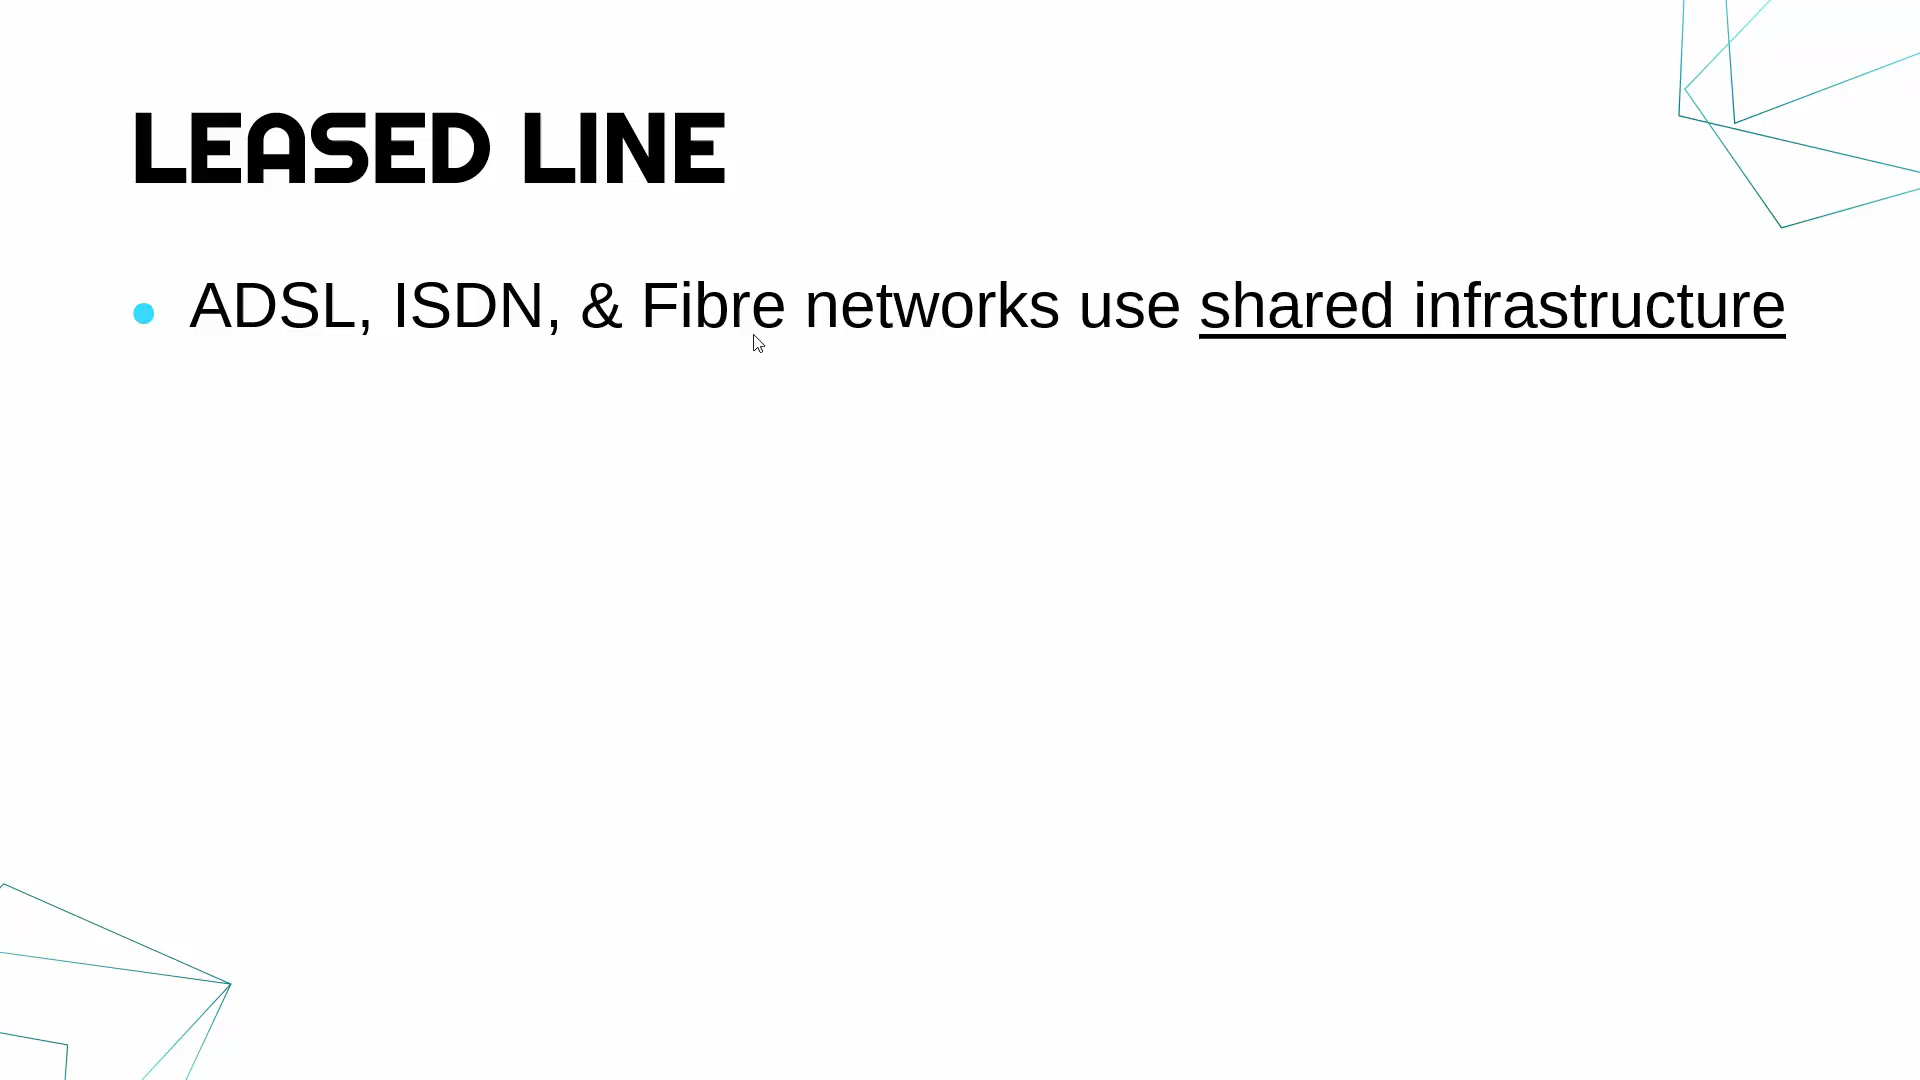 LEASED LINE
ADSL, ISDN, & Fibre networks use shared infrastructure